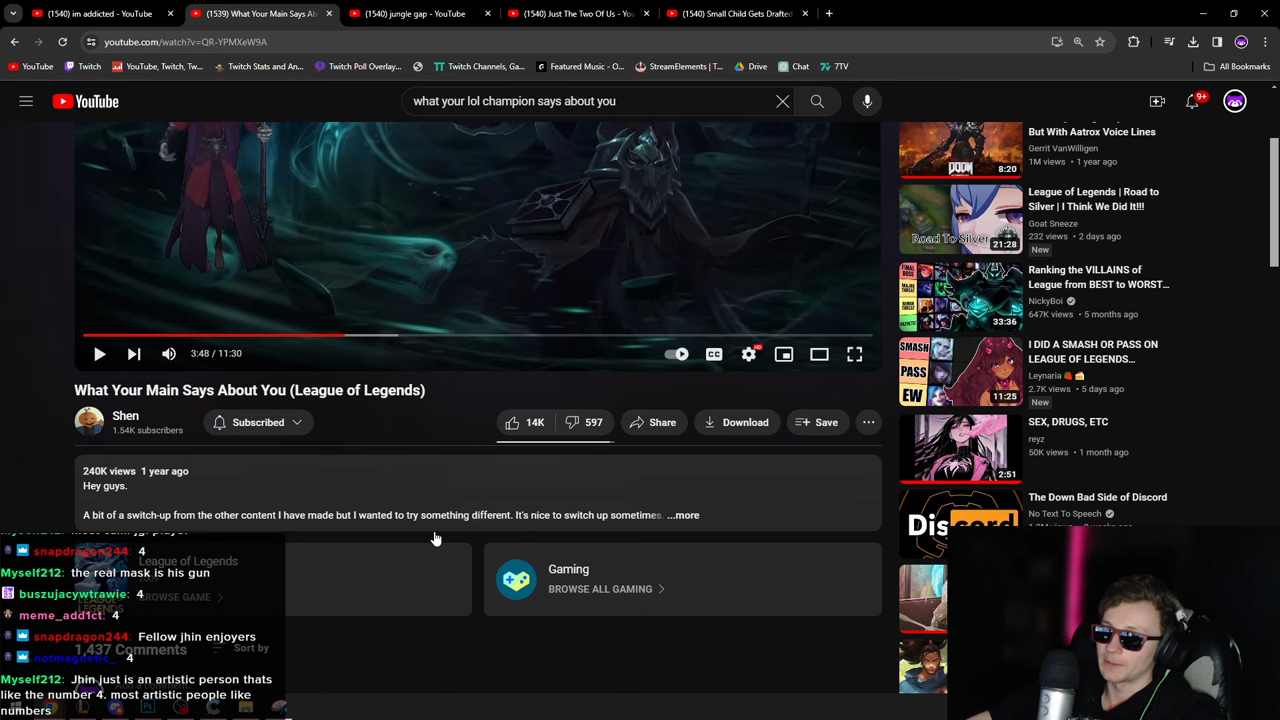 (1540) im addicted - YouTube
(1539) What Your Main Says Ab
(1540) jungle gap - YouTube
(1540) Just The Two Of Us - You
(1540) Small Child Gets Drafted
youtube.com/watch?v=QR-YPMXeW9A
YouTube
Twitch
YouTube, Twitch, Tw...
Twitch Stats and An...
Twitch Poll Overlay...
Twitch Channels, Ga...
Featured Music - O...
StreamElements | T...
Drive
Chat
7TV
All Bookmarks
YouTube
what your lol champion says about you
9+
But With Aatrox Voice Lines
Gerrit VanWilligen
1M views • 1 year ago
DOOM
8:20
League of Legends | Road to
Silver | I Think We Did It!!!
Goat Sneeze
232 views • 2 days ago
New
Road To Silver
21:28
Ranking the VILLAINS of
League from BEST to WORST...
NickyBoi
647K views • 5 months ago
33:36
I DID A SMASH OR PASS ON
LEAGUE OF LEGENDS...
Leynaria
2.7K views • 5 days ago
New
SMASH
PASS
EW
11:25
SEX, DRUGS, ETC
reyz
50K views • 1 month ago
2:51
The Down Bad Side of Discord
No Text To Speech
3:48 / 11:30
CC
HD
What Your Main Says About You (League of Legends)
Shen
1.54K subscribers
Subscribed
14K
597
Share
Download
Save
240K views 1 year ago
Hey guys.
A bit of a switch-up from the other content I have made but I wanted to try something different. It's nice to switch up sometimes. ...more
League of Legends
BROWSE GAME
Gaming
BROWSE ALL GAMING
1,437 Comments
Sort by
snapdragon244: 4
Myself212: the real mask is his gun
buszujacywtrawie: 4
meme_add1ct: 4
snapdragon244: Fellow jhin enjoyers
notmagnetic_ 4
Myself212: Jhin just is an artistic person thats
like the number 4. most artistic people like
numbers